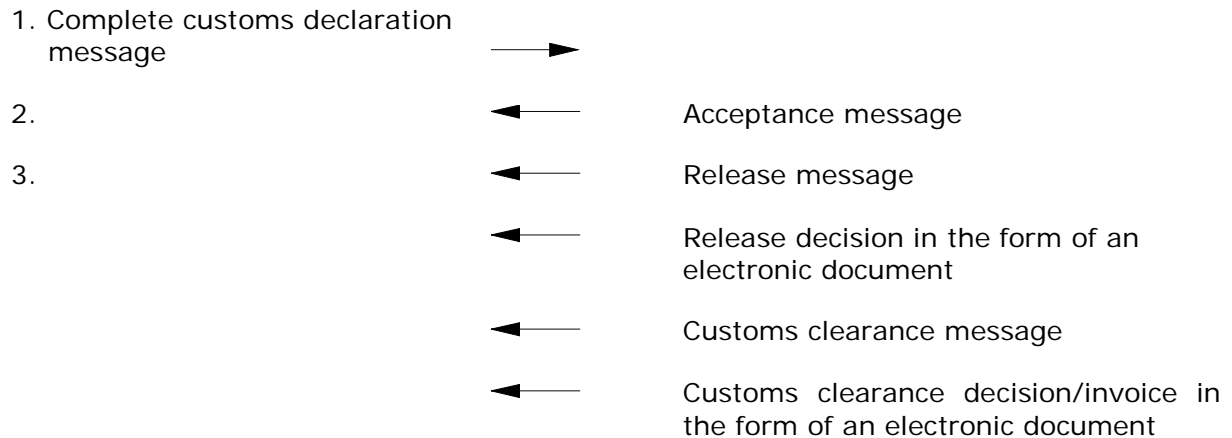 1. Complete customs declaration
message
2. Acceptance message
3. Release message
Release decision in the form of an
electronic document
Customs clearance message
Customs clearance decision/invoice in
the form of an electronic document